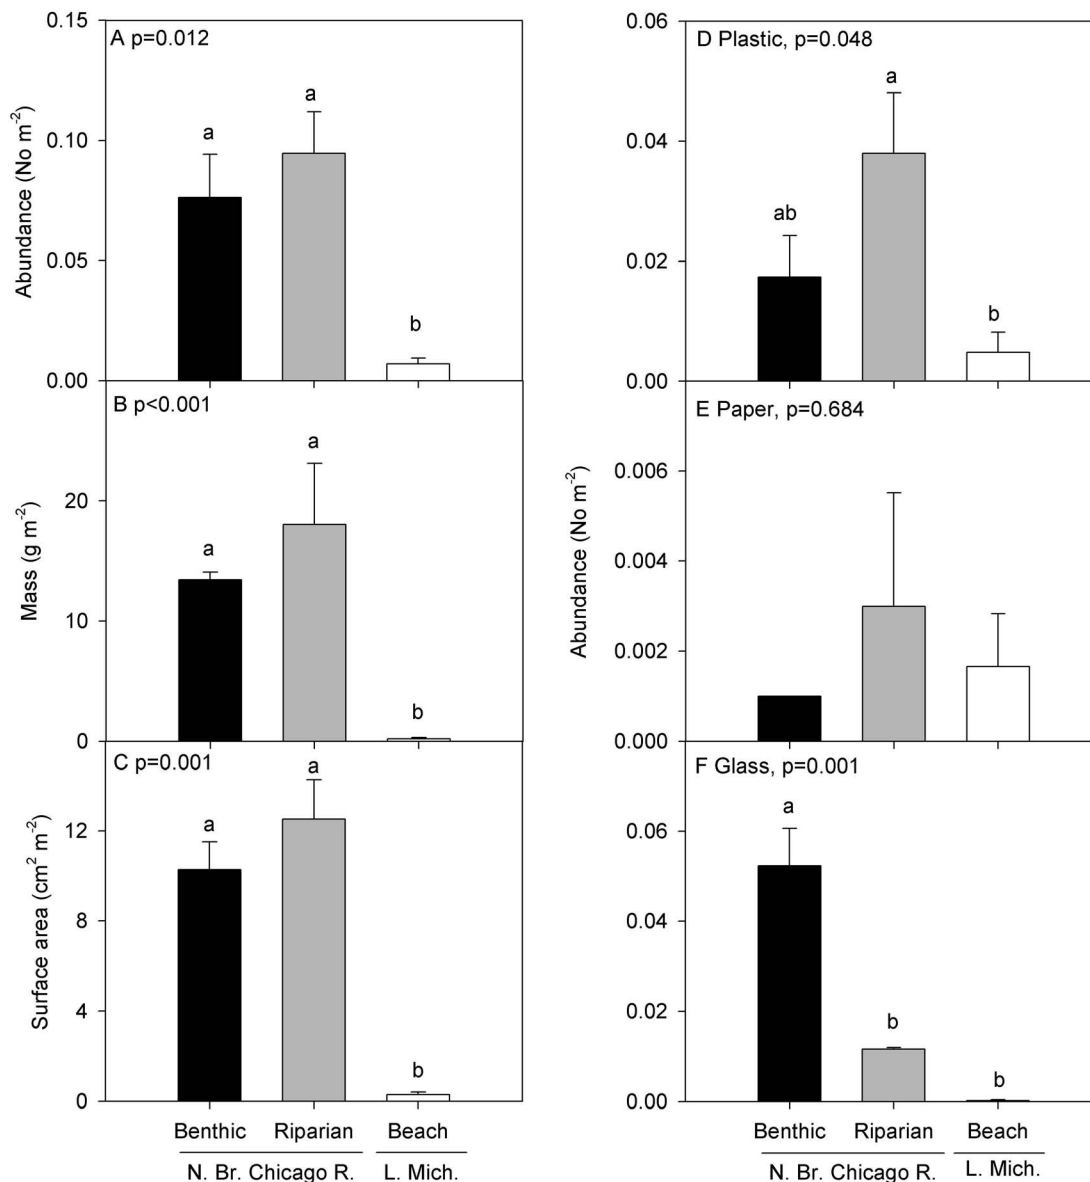 A p=0.012
Abundance (No m⁻²)
0.15
0.10
0.05
0.00
a
a
b
B p<0.001
Mass (g m⁻²)
20
10
0
a
a
b
C p=0.001
Surface area (cm² m⁻²)
12
8
4
0
a
a
b
Benthic Riparian Beach
N. Br. Chicago R. L. Mich.
D Plastic, p=0.048
0.06
0.04
0.02
0.00
ab
a
b
E Paper, p=0.684
Abundance (No m⁻²)
0.006
0.004
0.002
0.000
F Glass, p=0.001
0.06
0.04
0.02
0.00
a
b
b
Benthic Riparian Beach
N. Br. Chicago R. L. Mich.